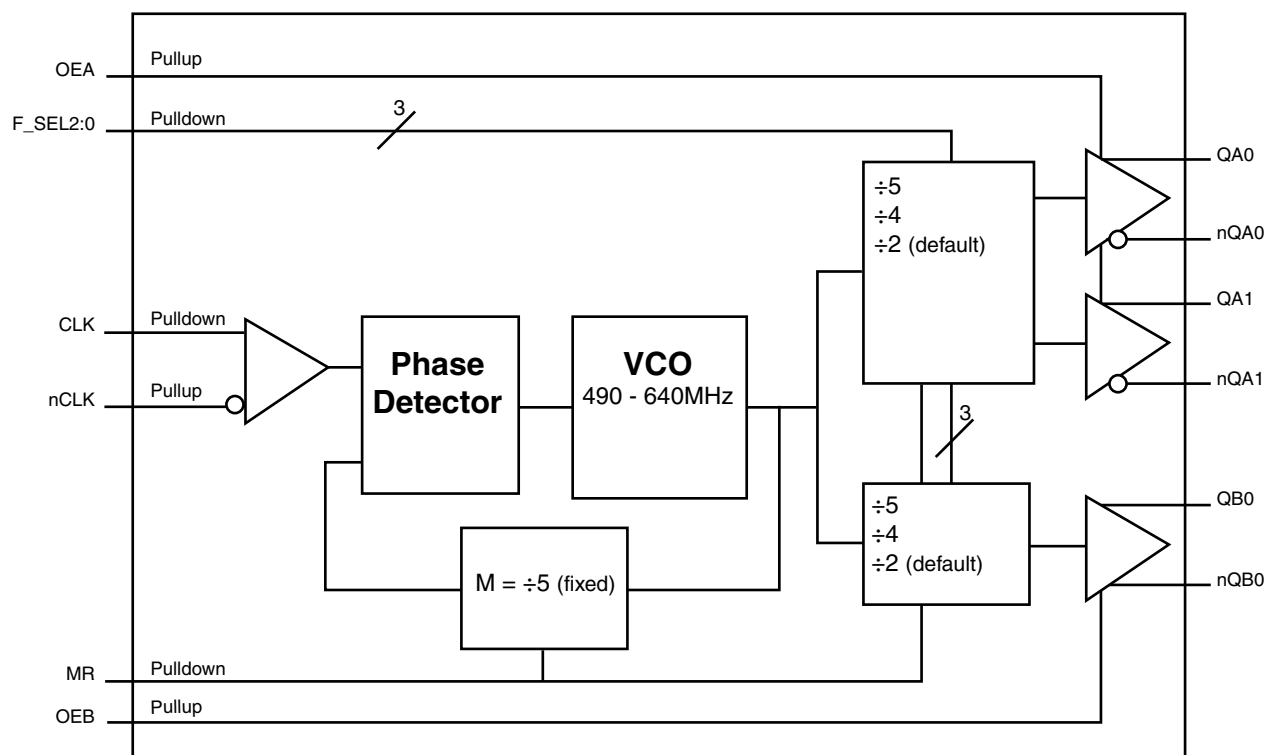 OEA
Pullup
F_SEL2:0
Pulldown
3
÷5
÷4
÷2 (default)
QA0
nQA0
QA1
nQA1
CLK
Pulldown
nCLK
Pullup
Phase
Detector
VCO
490 - 640MHz
3
÷5
÷4
÷2 (default)
QB0
nQB0
M = ÷5 (fixed)
MR
Pulldown
OEB
Pullup